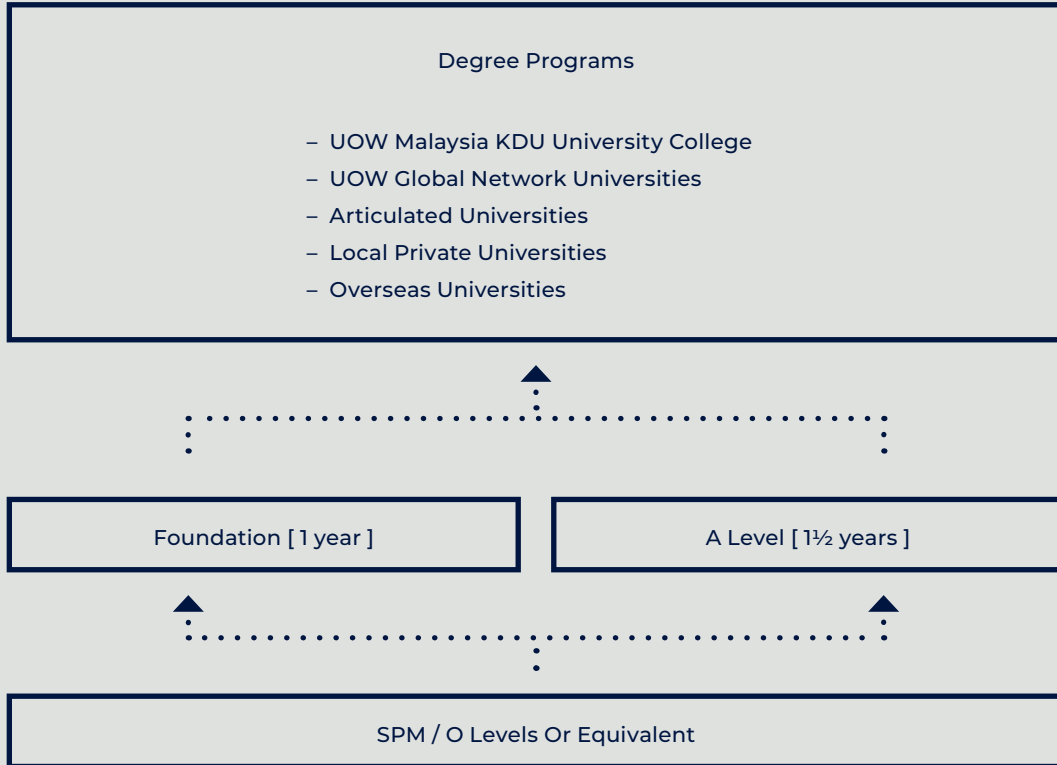 Degree Programs
– UOW Malaysia KDU University College
– UOW Global Network Universities
– Articulated Universities
– Local Private Universities
– Overseas Universities
Foundation [ 1 year ]
A Level [ 1½ years ]
SPM / O Levels Or Equivalent